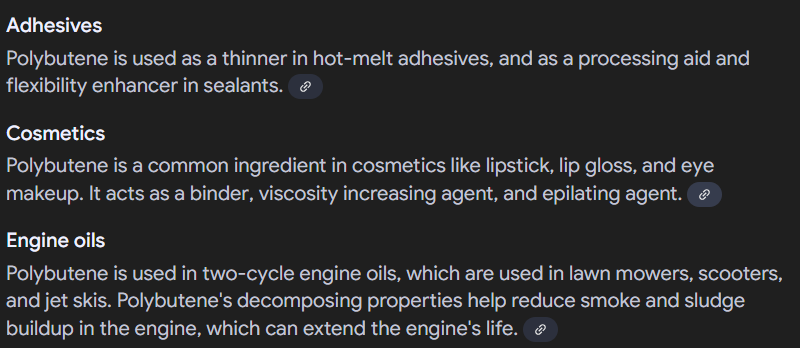 Adhesives
Polybutene is used as a thinner in hot-melt adhesives, and as a processing aid and
flexibility enhancer in sealants.
Cosmetics
Polybutene is a common ingredient in cosmetics like lipstick, lip gloss, and eye
makeup. It acts as a binder, viscosity increasing agent, and epilating agent.
Engine oils
Polybutene is used in two-cycle engine oils, which are used in lawn mowers, scooters,
and jet skis. Polybutene's decomposing properties help reduce smoke and sludge
buildup in the engine, which can extend the engine's life.